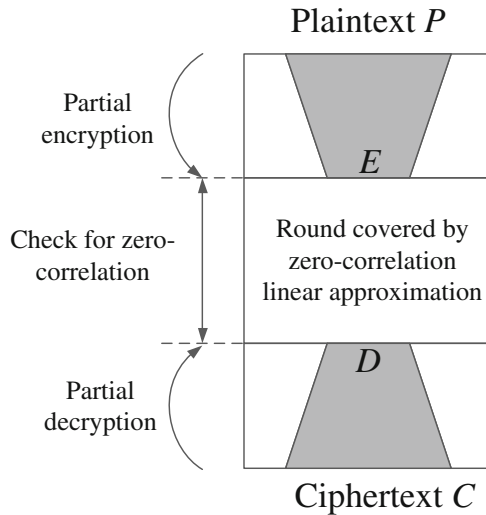 Plaintext P
Partial
encryption
E
Check for zero-
correlation
Round covered by
zero-correlation
linear approximation
D
Partial
decryption
Ciphertext C